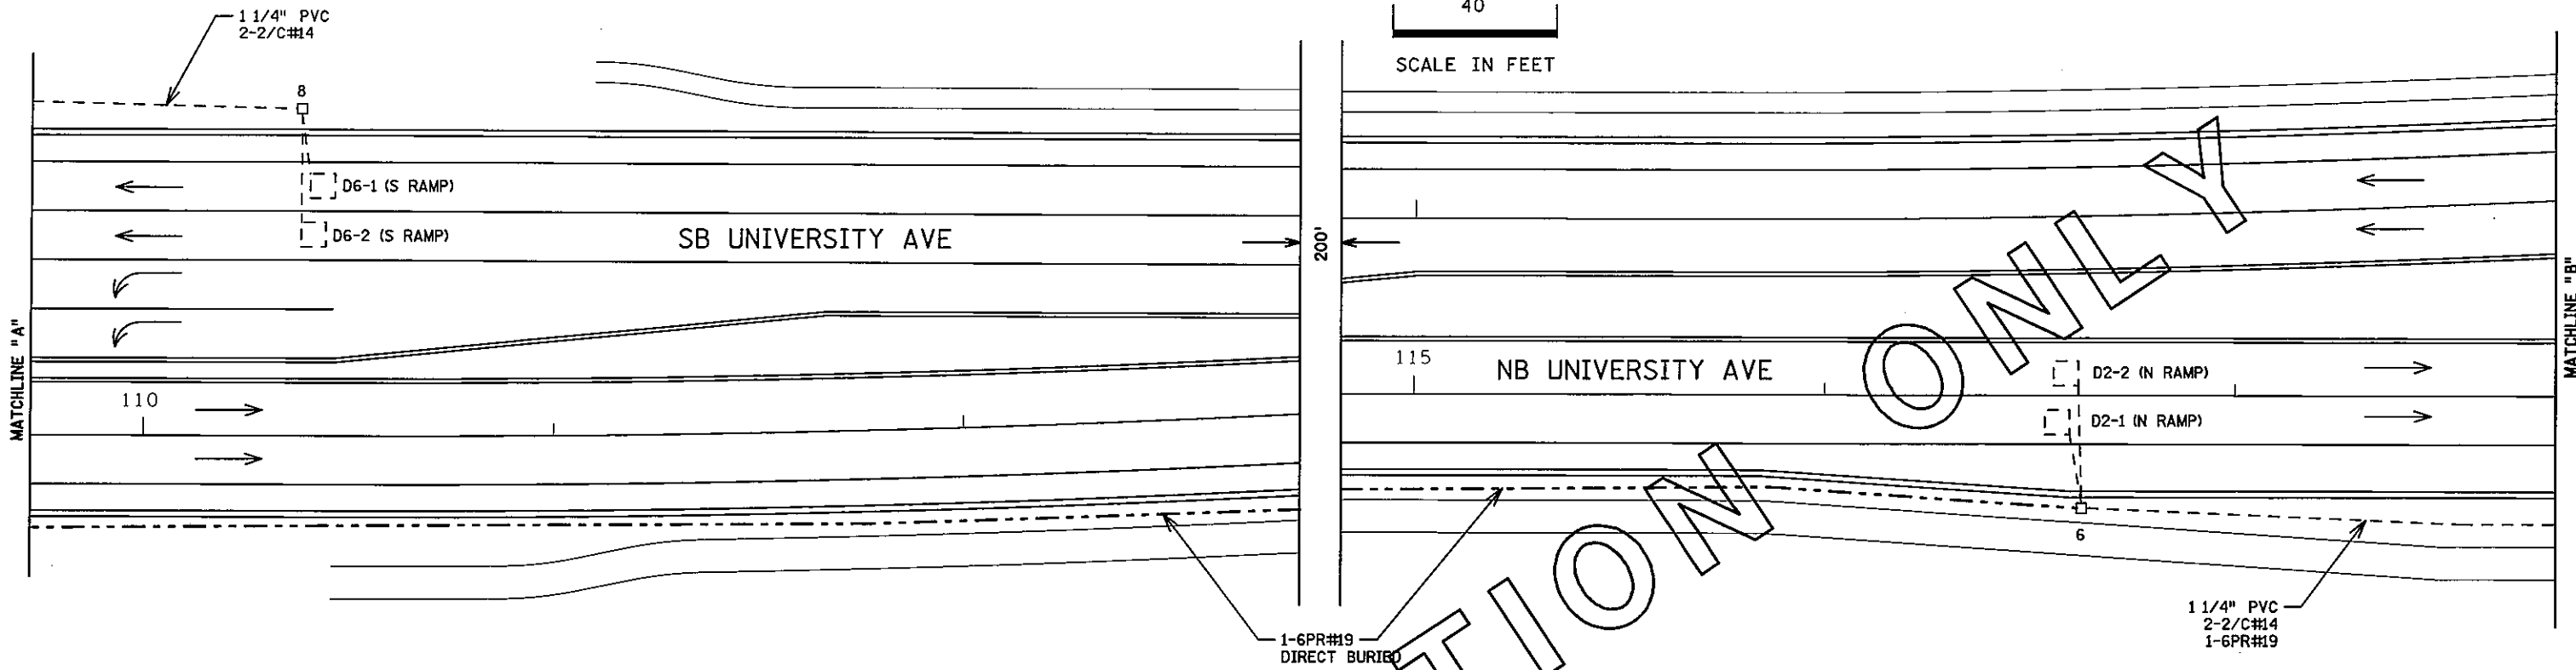 1 1/4" PVC
2-2/C#14
40
SCALE IN FEET
8
D6-1 (S RAMP)
D6-2 (S RAMP)
SB UNIVERSITY AVE
200'
MATCHLINE "A"
MATCHLINE "B"
110
115
NB UNIVERSITY AVE
D2-2 (N RAMP)
D2-1 (N RAMP)
6
1-6PR#19
DIRECT BURIED
1 1/4" PVC
2-2/C#14
1-6PR#19
TION ONLY